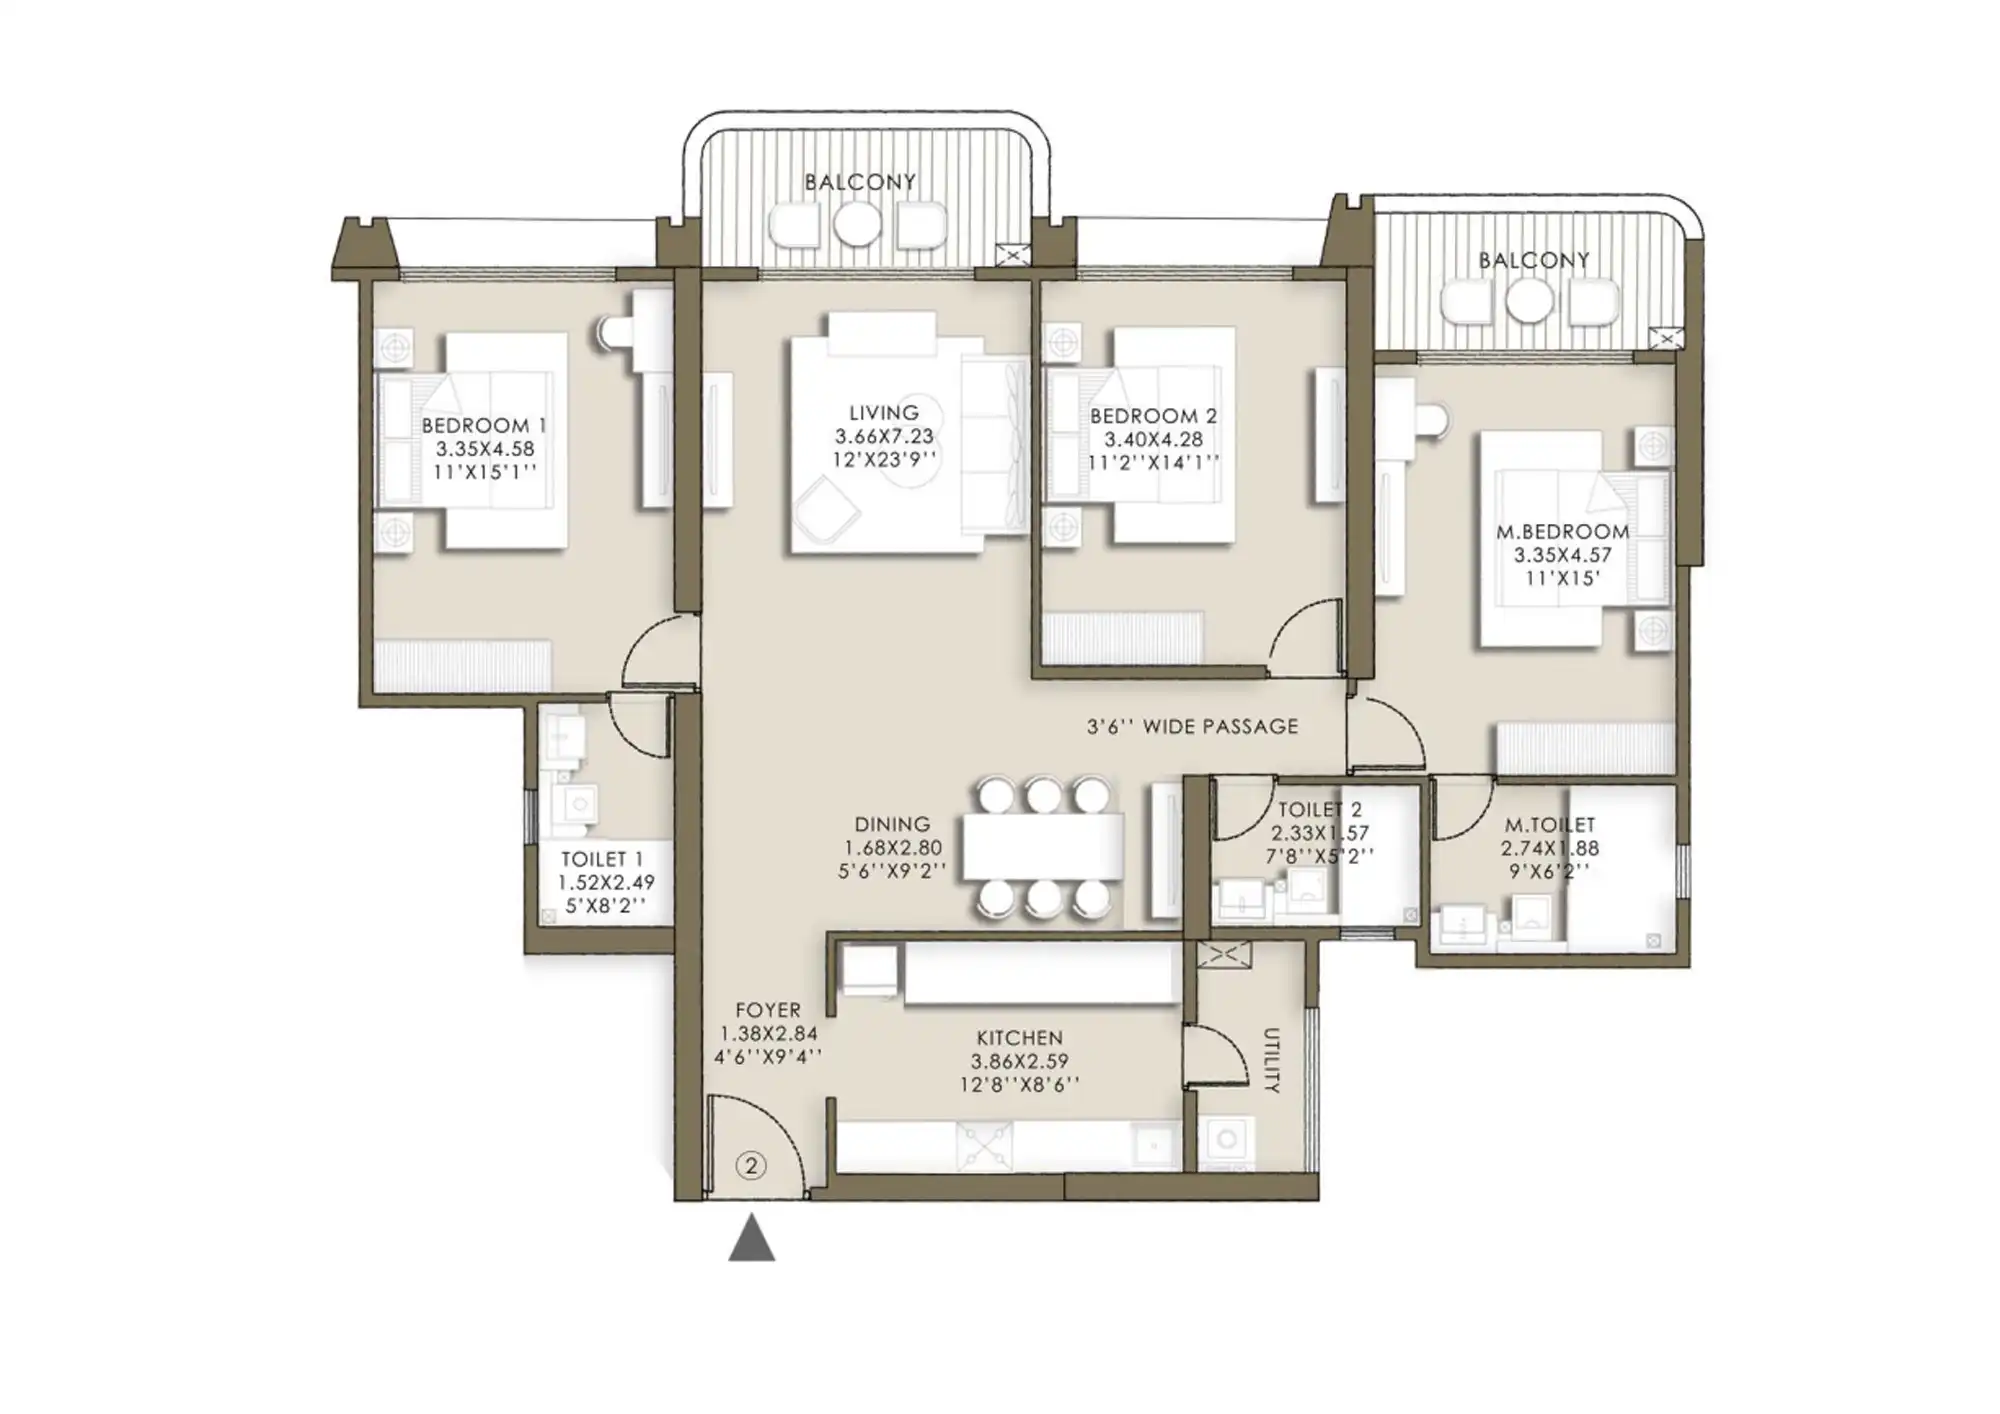 BALCONY
BALCONY
BEDROOM 1
3.35X4.58
11'X15'1''
LIVING
3.66X7.23
12'X23'9''
BEDROOM 2
3.40X4.28
11'2''X14'1''
M.BEDROOM
3.35X4.57
11'X15'
3'6'' WIDE PASSAGE
TOILET 1
1.52X2.49
5'X8'2''
DINING
1.68X2.80
5'6''X9'2''
TOILET 2
2.33X1.57
7'8''X5'2''
M.TOILET
2.74X1.88
9'X6'2''
FOYER
1.38X2.84
4'6''X9'4''
KITCHEN
3.86X2.59
12'8''X8'6''
UTILITY
2